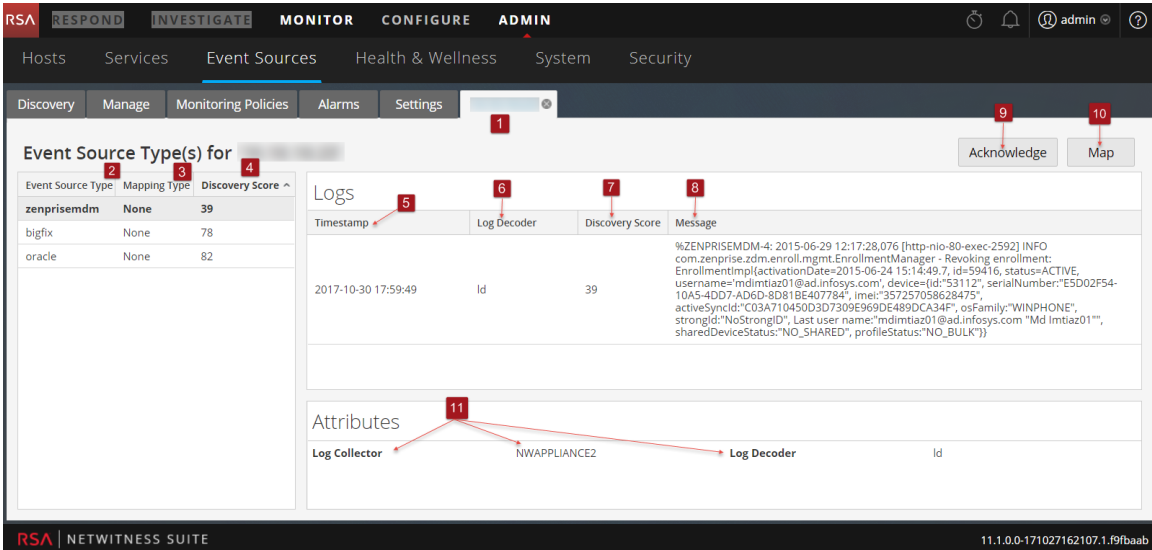 RSA RESPOND INVESTIGATE MONITOR CONFIGURE ADMIN admin ?
Hosts Services Event Sources Health & Wellness System Security
Discovery Manage Monitoring Policies Alarms Settings
1
9
10
Event Source Type(s) for
Acknowledge Map
2 3 4
Event Source Type Mapping Type Discovery Score
zenprisemdm None 39
bigfix None 78
oracle None 82
Logs
5 6 7 8
Timestamp Log Decoder Discovery Score Message
%ZENPRISEMDM-4: 2015-06-29 12:17:28,076 [http-nio-80-exec-2592] INFO
com.zenprise.zdm.enroll.mgmt.EnrollmentManager - Revoking enrollment:
EnrollmentImpl{activationDate=2015-06-24 15:14:49.7, id=59416, status=ACTIVE,
username='mdimtiaz01@ad.infosys.com', device={id:"53112", serialNumber:"E5D02F54-
2017-10-30 17:59:49 ld 39 10A5-4DD7-AD6D-8D81BE407784", imei:"357257058628475",
activeSyncId:"C03A710450D3D7309E969DE489DCA34F", osFamily:"WINPHONE",
strongId:"NoStrongID", Last user name:"mdimtiaz01@ad.infosys.com "Md Imtiaz01"",
sharedDeviceStatus:"NO_SHARED", profileStatus:"NO_BULK"}}
11
Attributes
Log Collector NWAPPLIANCE2 Log Decoder ld
RSA NETWITNESS SUITE 11.1.0.0-171027162107.1.f9fbaab